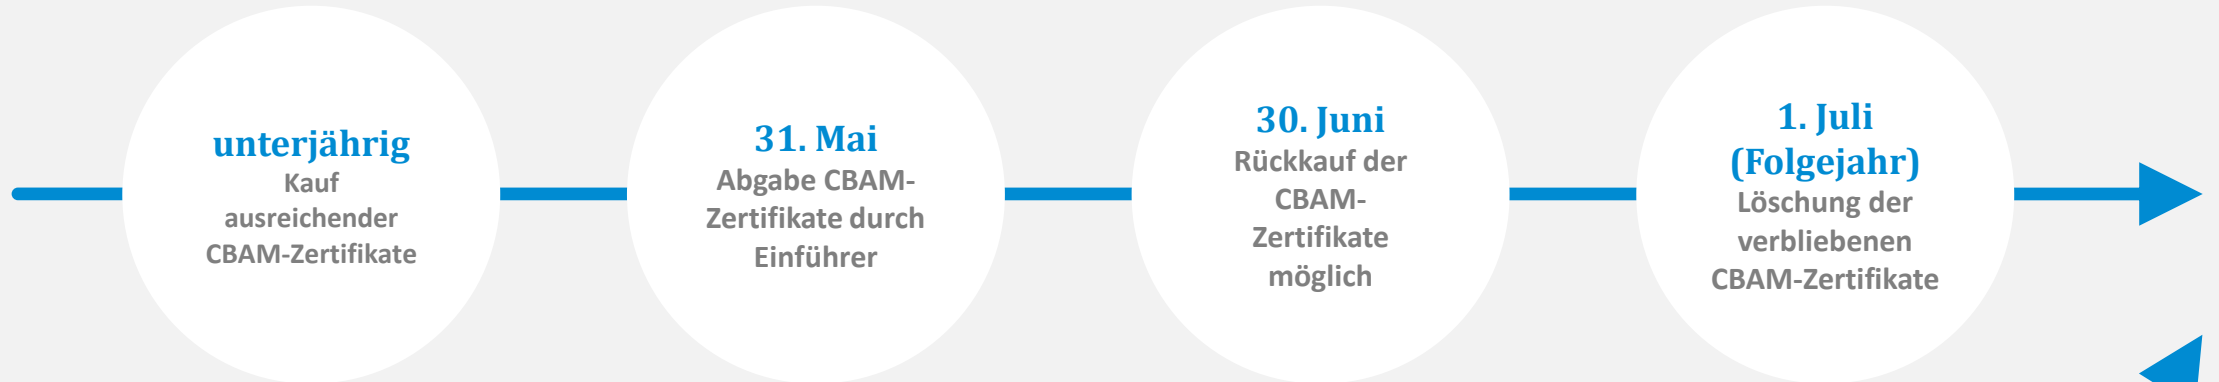 unterjährig
Kauf
ausreichender
CBAM-Zertifikate
31. Mai
Abgabe CBAM-
Zertifikate durch
Einführer
30. Juni
Rückkauf der
CBAM-
Zertifikate
möglich
1. Juli
(Folgejahr)
Löschung der
verbliebenen
CBAM-Zertifikate